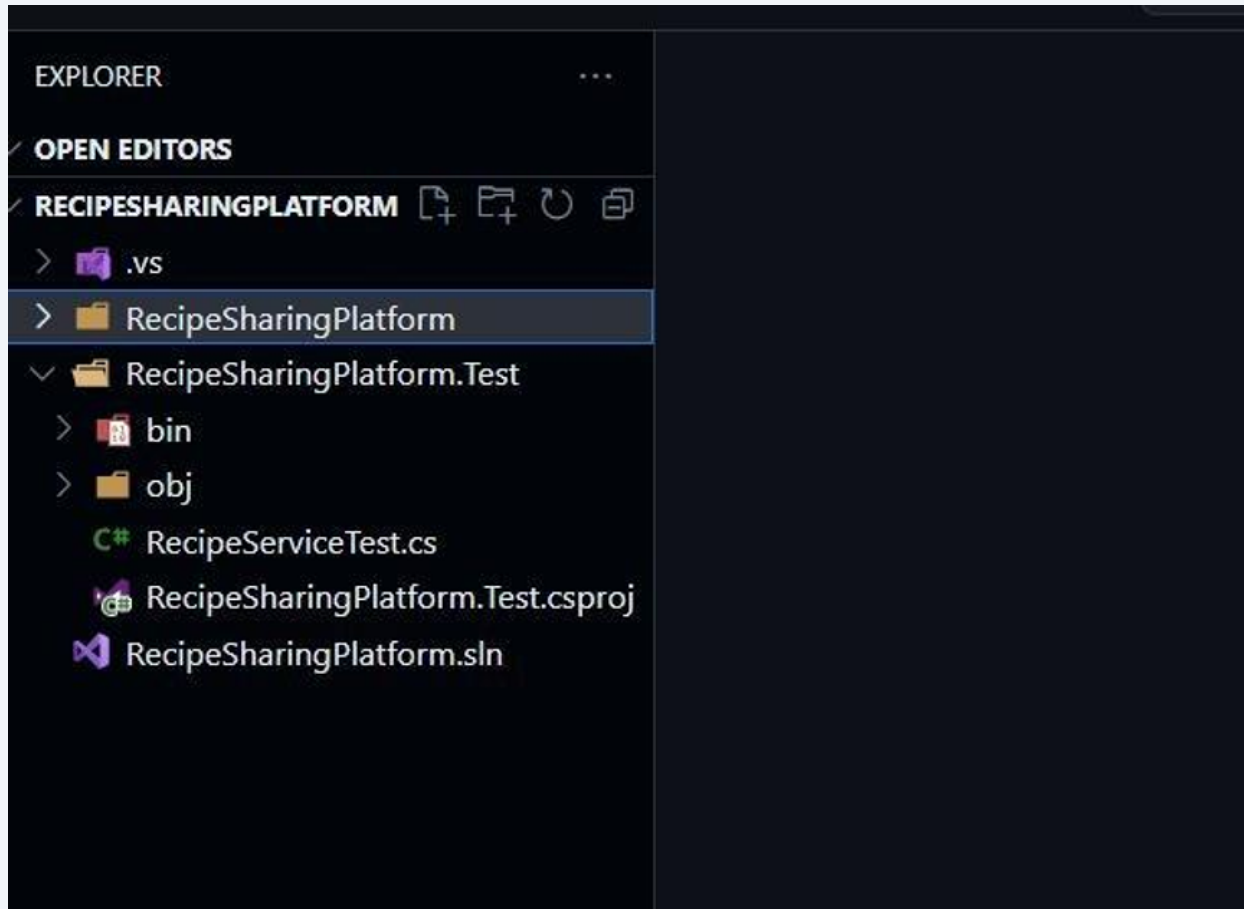 EXPLORER ...
OPEN EDITORS
RECIPESHARINGPLATFORM
.vs
RecipeSharingPlatform
RecipeSharingPlatform.Test
bin
obj
C# RecipeServiceTest.cs
RecipeSharingPlatform.Test.csproj
RecipeSharingPlatform.sln